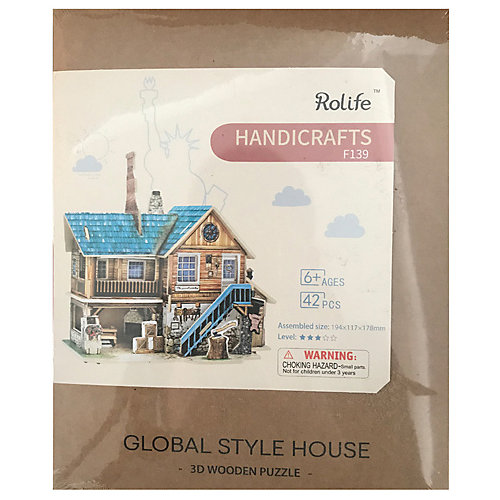 Rolife™
HANDICRAFTS
F139
6+ AGES
42 PCS
Assembled size: 194×117×178mm
Level: ★★★☆☆
⚠ WARNING:
CHOKING HAZARD-Small parts.
Not for children under 3 years
GLOBAL STYLE HOUSE
- 3D WOODEN PUZZLE -